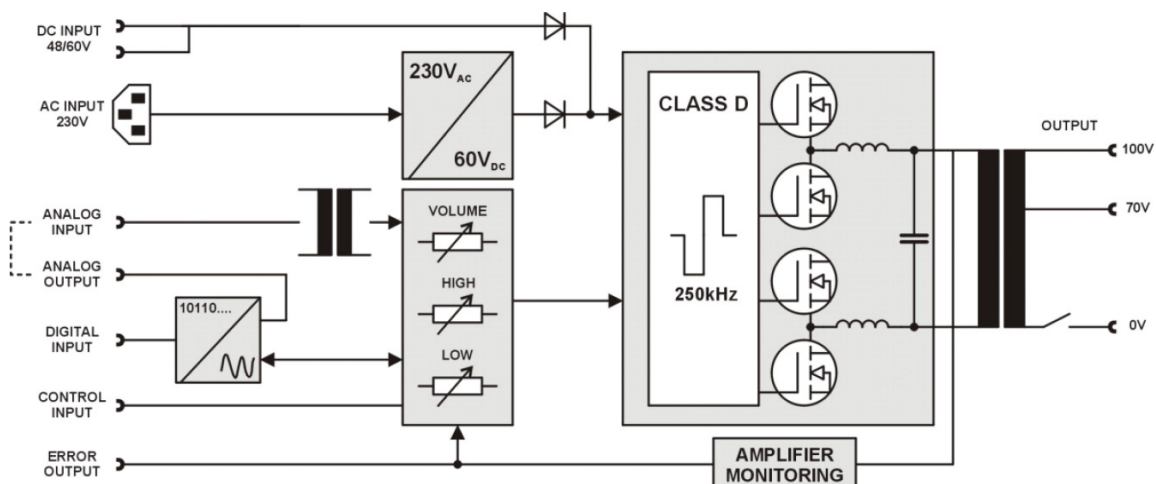 DC INPUT
48/60V
AC INPUT
230V
230VAC
60VDC
ANALOG
INPUT
ANALOG
OUTPUT
DIGITAL
INPUT
CONTROL
INPUT
ERROR
OUTPUT
10110....
VOLUME
HIGH
LOW
CLASS D
250kHz
AMPLIFIER
MONITORING
OUTPUT
100V
70V
0V